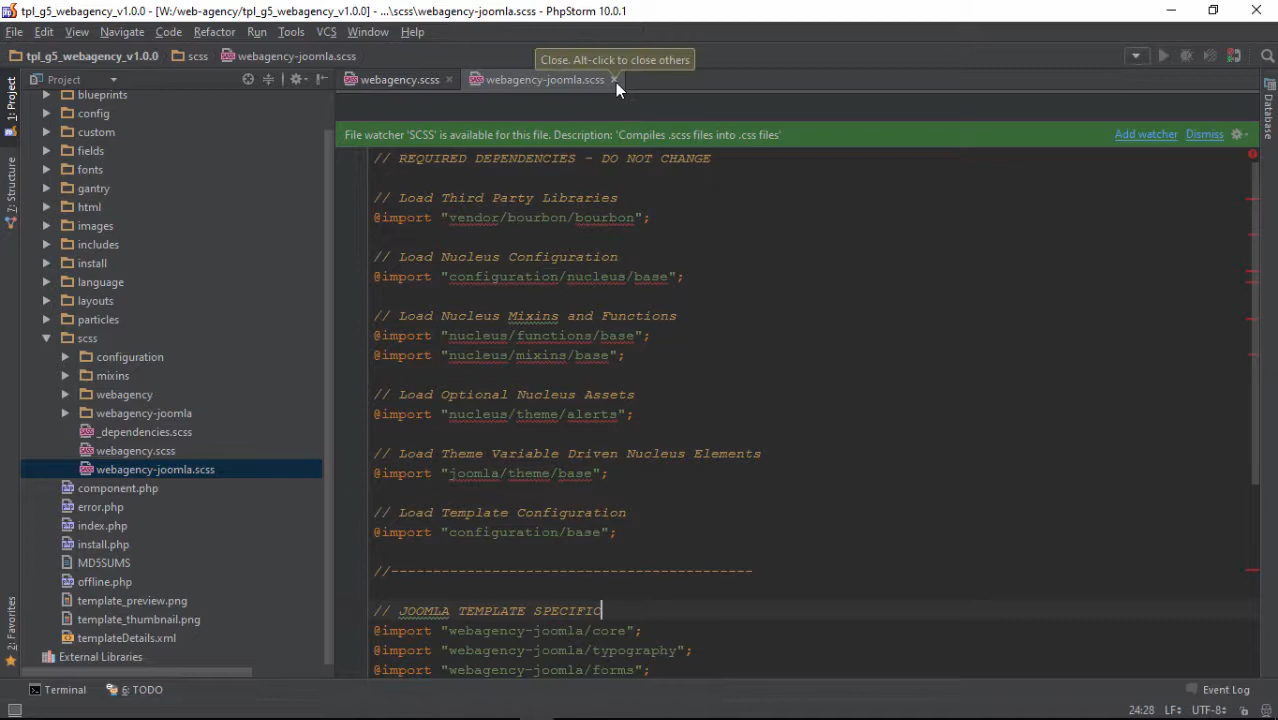 tpl_g5_webagency_v1.0.0 - [W:/web-agency/tpl_g5_webagency_v1.0.0] - ...\scss\webagency-joomla.scss - PhpStorm 10.0.1
File Edit View Navigate Code Refactor Run Tools VCS Window Help
tpl_g5_webagency_v1.0.0 scss webagency-joomla.scss
Close. Alt-click to close others
Project
webagency.scss webagency-joomla.scss
1: Project
7: Structure
2: Favorites
Database
blueprints
config
custom
fields
fonts
gantry
html
images
includes
install
language
layouts
particles
scss
configuration
mixins
webagency
webagency-joomla
_dependencies.scss
webagency.scss
webagency-joomla.scss
component.php
error.php
index.php
install.php
MD5SUMS
offline.php
template_preview.png
template_thumbnail.png
templateDetails.xml
External Libraries
File watcher 'SCSS' is available for this file. Description: 'Compiles .scss files into .css files' Add watcher Dismiss
// REQUIRED DEPENDENCIES - DO NOT CHANGE
// Load Third Party Libraries
@import "vendor/bourbon/bourbon";
// Load Nucleus Configuration
@import "configuration/nucleus/base";
// Load Nucleus Mixins and Functions
@import "nucleus/functions/base";
@import "nucleus/mixins/base";
// Load Optional Nucleus Assets
@import "nucleus/theme/alerts";
// Load Theme Variable Driven Nucleus Elements
@import "joomla/theme/base";
// Load Template Configuration
@import "configuration/base";
//-------------------------------------------
// JOOMLA TEMPLATE SPECIFIC
@import "webagency-joomla/core";
@import "webagency-joomla/typography";
@import "webagency-joomla/forms";
Terminal 6: TODO Event Log
24:28 LF UTF-8